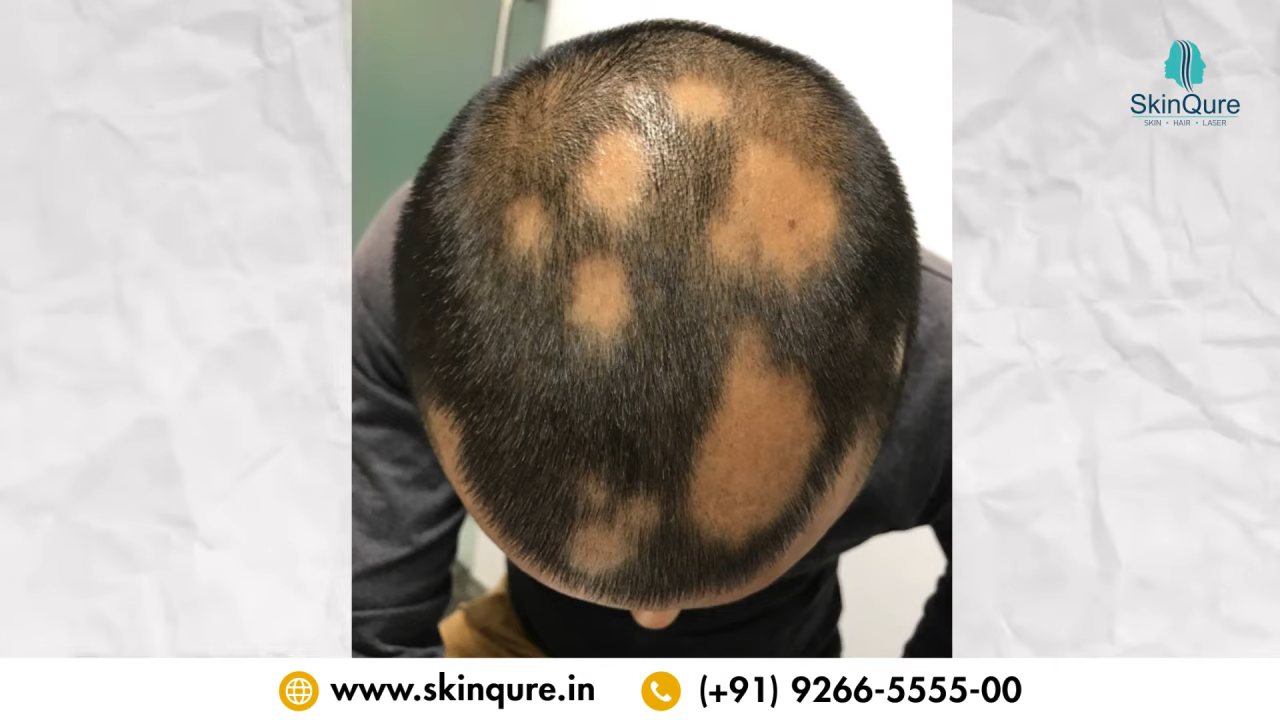 SkinQure
SKIN • HAIR • LASER
www.skinqure.in
(+91) 9266-5555-00